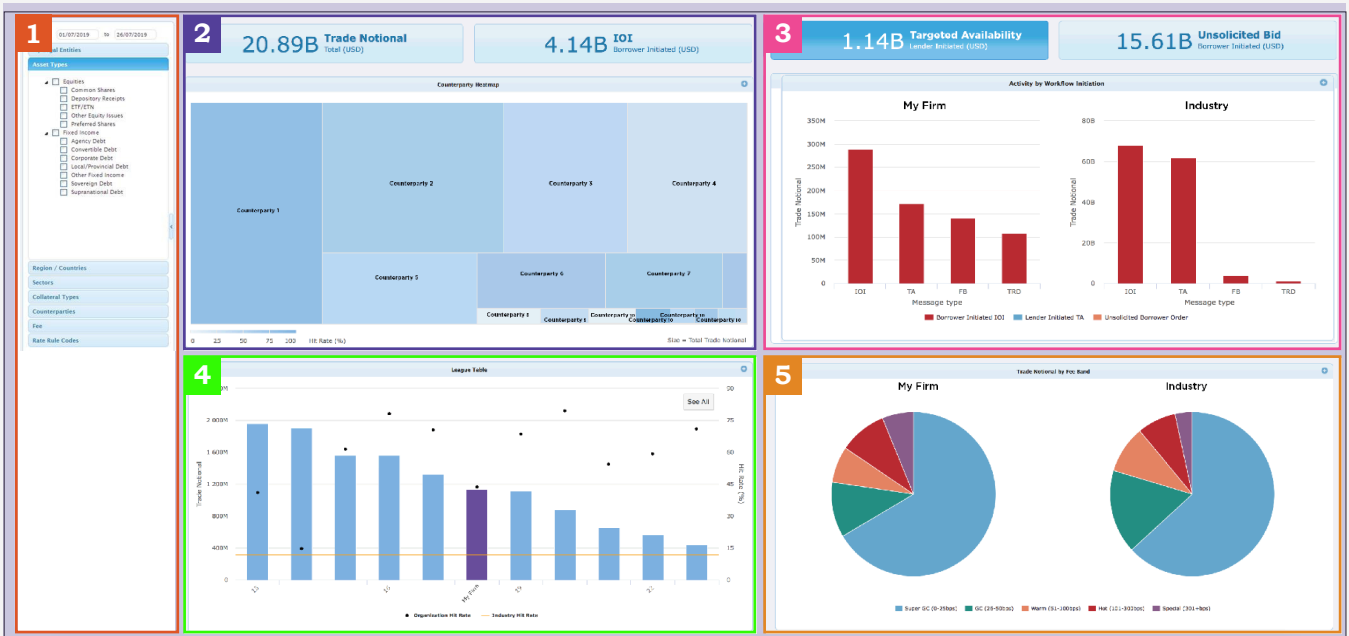 1
01/07/2019 to 26/07/2019
al Entities
Asset Types
Equities
Common Shares
Depository Receipts
ETF/ETN
Other Equity Issues
Preferred Shares
Fixed Income
Agency Debt
Convertible Debt
Corporate Debt
Local/Provincial Debt
Other Fixed Income
Sovereign Debt
Supranational Debt
Region / Countries
Sectors
Collateral Types
Counterparties
Fee
Rate Rule Codes
2
20.89B Trade Notional
Total (USD)
4.14B IOI
Borrower Initiated (USD)
Counterparty Heatmap
Counterparty 1
Counterparty 2
Counterparty 3
Counterparty 4
Counterparty 5
Counterparty 6
Counterparty 7
Counterparty 10
0 25 50 75 100 Hit Rate (%)
Size = Total Trade Notional
3
1.14B Targeted Availability
Lender Initiated (USD)
15.61B Unsolicited Bid
Borrower Initiated (USD)
Activity by Workflow Initiation
My Firm
350M
300M
250M
200M
150M
100M
50M
0
Trade Notional
IOI TA FB TRD
Message type
Industry
80B
60B
40B
20B
0
Trade Notional
IOI TA FB TRD
Message type
Borrower Initiated IOI Lender Initiated TA Unsolicited Borrower Order
4
League Table
See All
2 000M
1 600M
1 200M
800M
400M
0
Trade Notional
90
75
60
45
30
15
0
Hit Rate (%)
My Firm
Organisation Hit Rate Industry Hit Rate
5
Trade Notional by Fee Band
My Firm
Industry
Super GC (0-25bps) GC (26-50bps) Warm (51-100bps) Hot (101-300bps) Special (301+bps)